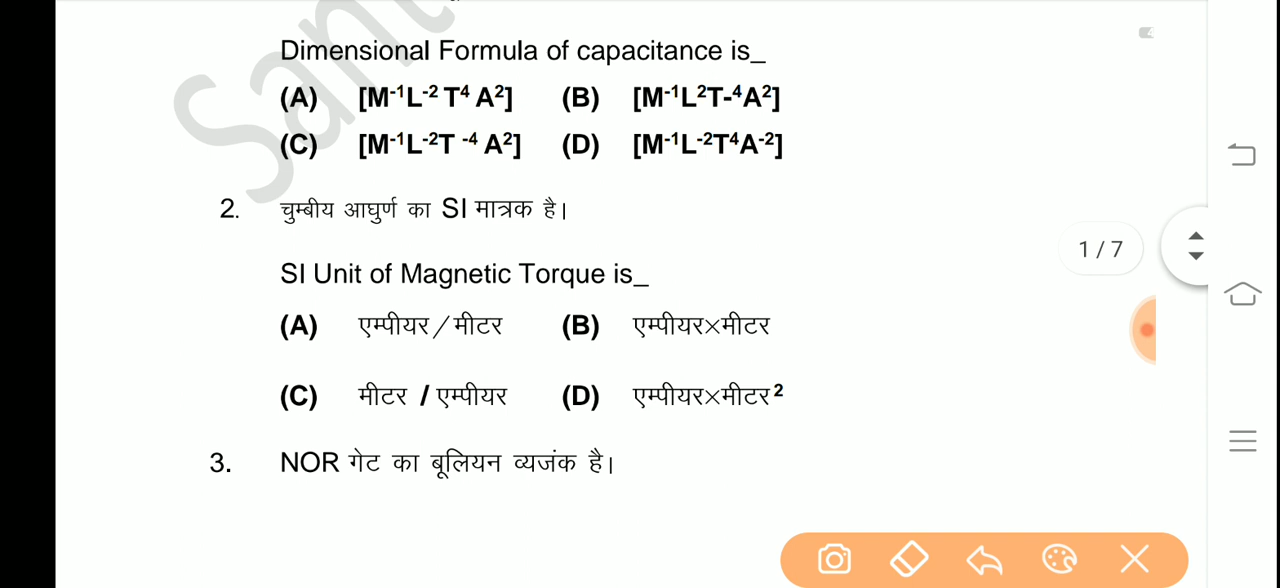 San
Dimensional Formula of capacitance is_
(A) [M⁻¹L⁻² T⁴ A²] (B) [M⁻¹L²T-⁴A²]
(C) [M⁻¹L⁻²T ⁻⁴ A²] (D) [M⁻¹L⁻²T⁴A⁻²]
2. चुम्बीय आघुर्ण का SI मात्रक है।
SI Unit of Magnetic Torque is_
1 / 7
(A) एम्पीयर/मीटर (B) एम्पीयर×मीटर
(C) मीटर / एम्पीयर (D) एम्पीयर×मीटर²
3. NOR गेट का बूलियन व्यजंक है।